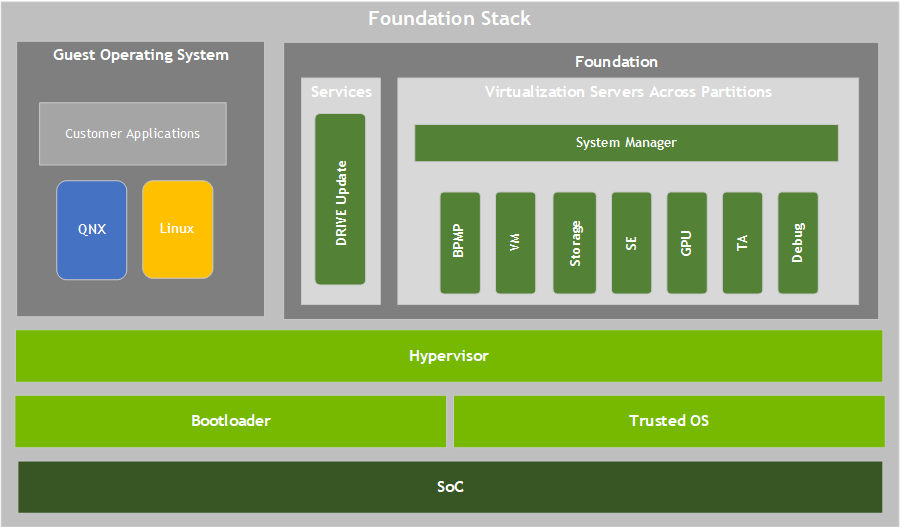 Foundation Stack
Guest Operating System
Customer Applications
QNX
Linux
Foundation
Services
DRIVE Update
Virtualization Servers Across Partitions
System Manager
BPMP
VM
Storage
SE
GPU
TA
Debug
Hypervisor
Bootloader
Trusted OS
SoC